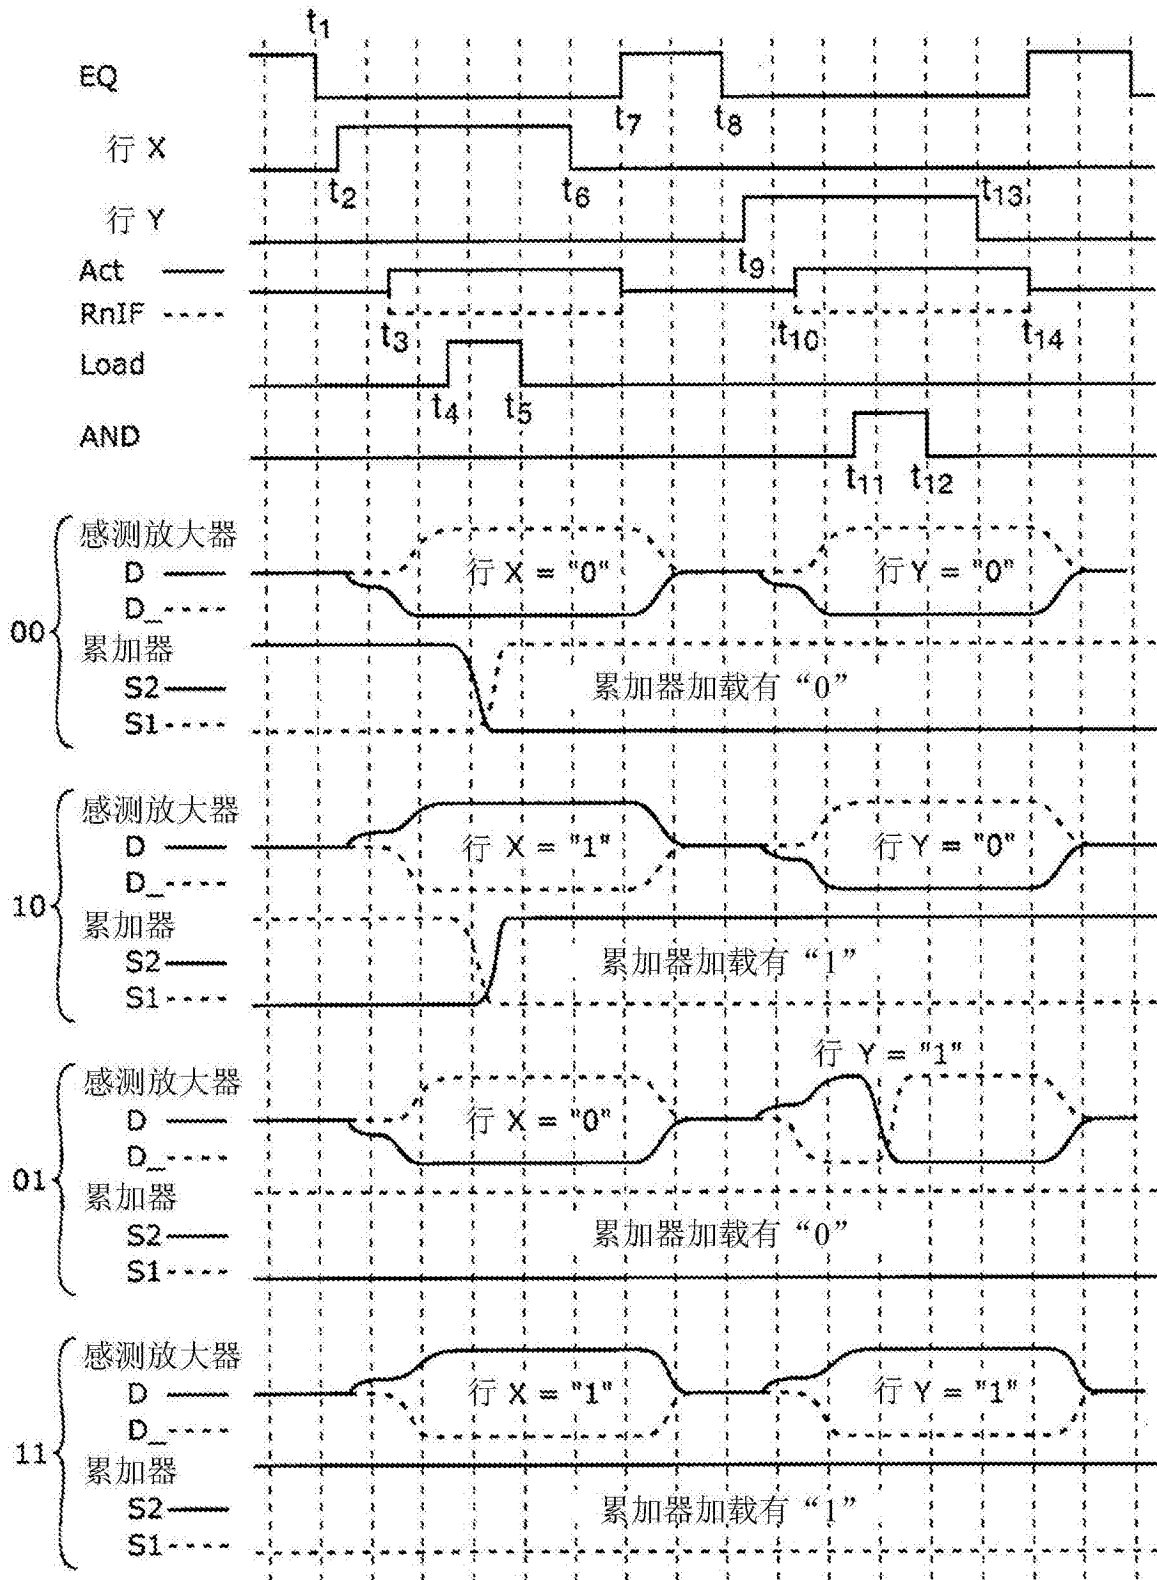 t1
EQ
t7
t8
行 X
t2
t6
t13
行 Y
t9
Act
RnIF
t3
t10
t14
Load
t4
t5
AND
t11
t12
00
感测放大器
D
D_
行 X = "0"
行 Y = "0"
累加器
S2
S1
累加器加载有“0”
10
感测放大器
D
D_
行 X = "1"
行 Y = "0"
累加器
S2
S1
累加器加载有“1”
01
行 Y = "1"
感测放大器
D
D_
行 X = "0"
累加器
S2
S1
累加器加载有“0”
11
感测放大器
D
D_
行 X = "1"
行 Y = "1"
累加器
S2
S1
累加器加载有“1”